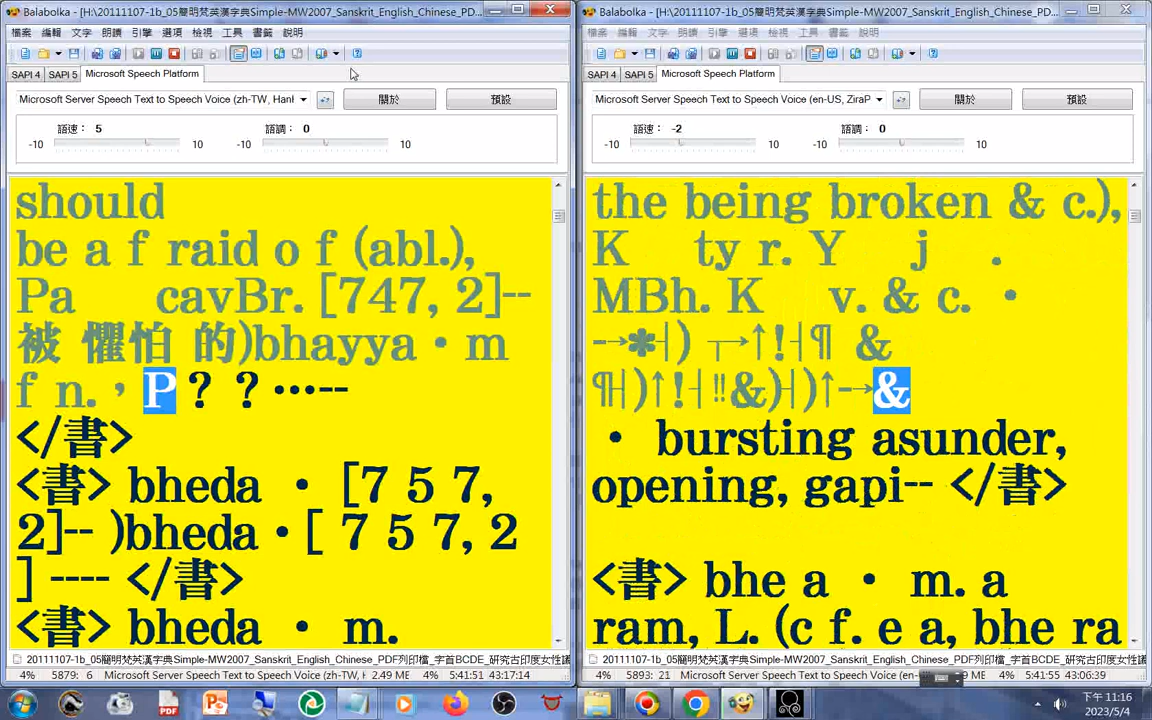 Balabolka - [H:\20111107-1b_05簡明梵英漢字典Simple-MW2007_Sanskrit_English_Chinese_PD...
檔案 編輯 文字 朗讀 引擎 選項 檢視 工具 書籤 說明
SAPI 4 SAPI 5 Microsoft Speech Platform
Microsoft Server Speech Text to Speech Voice (zh-TW, HanH 關於 預設
語速： 5 語調： 0
-10 10 -10 10
should
be a f raid o f (abl.),
Pa cavBr. [747, 2]--
被 懼怕 的)bhayya • m
f n. , P ? ? ...--
</書>
<書> bheda • [7 5 7,
2]-- )bheda • [ 7 5 7, 2
] ---- </書>
<書> bheda • m.
20111107-1b_05簡明梵英漢字典Simple-MW2007_Sanskrit_English_Chinese_PDF列印檔_字首BCDE_研究古印度女性議
4% 5879: 6 Microsoft Server Speech Text to Speech Voice (zh-TW, H 2.49 MB 4% 5:41:51 43:17:14
Balabolka - [H:\20111107-1b_05簡明梵英漢字典Simple-MW2007_Sanskrit_English_Chinese_PD...
檔案 編輯 文字 朗讀 引擎 選項 檢視 工具 書籤 說明
SAPI 4 SAPI 5 Microsoft Speech Platform
Microsoft Server Speech Text to Speech Voice (en-US, ZiraP 關於 預設
語速： -2 語調： 0
-10 10 -10 10
the being broken & c.),
K ty r. Y j .
MBh. K v. & c. •
&
&
• bursting asunder,
opening, gapi-- </書>
<書> bhe a • m. a
ram, L. (c f. e a, bhe ra
20111107-1b_05簡明梵英漢字典Simple-MW2007_Sanskrit_English_Chinese_PDF列印檔_字首BCDE_研究古印度女性議
4% 5893: 21 Microsoft Server Speech Text to Speech Voice (en-U MB 4% 5:41:55 43:06:39
PDF
下午 11:16
2023/5/4